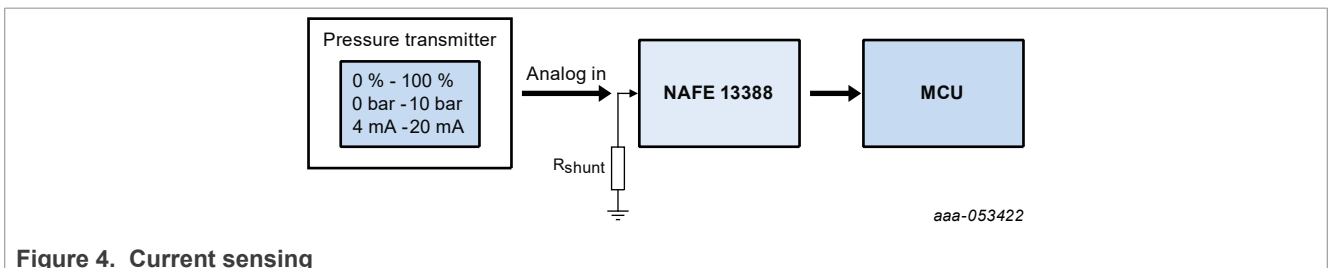 Pressure transmitter
0 % - 100 %
0 bar - 10 bar
4 mA - 20 mA
Analog in
NAFE 13388
MCU
Rshunt
aaa-053422
Figure 4. Current sensing